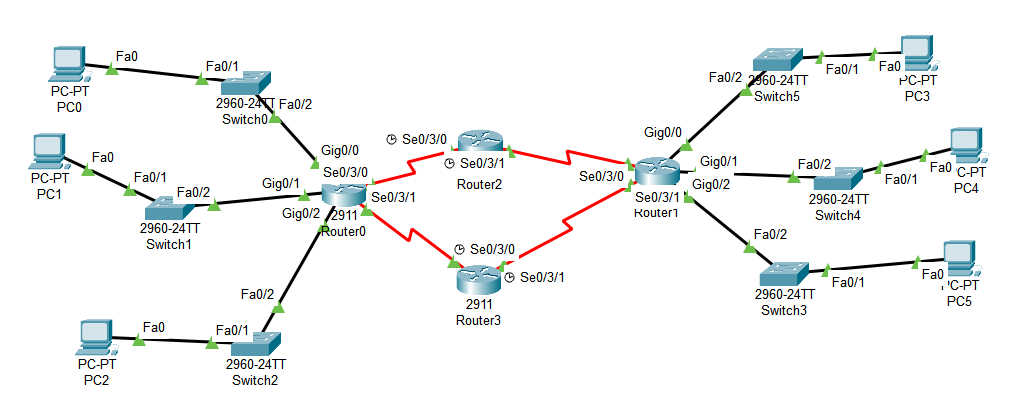 Fa0
PC-PT
PC0
Fa0/1
2960-24TT
Switch0
Fa0/2
Gig0/0
Fa0
PC-PT
PC1
Fa0/1
Fa0/2
2960-24TT
Switch1
Gig0/1
Gig0/2
Se0/3/0
Se0/3/1
2911
Router0
Fa0/2
Fa0
PC-PT
PC2
Fa0/1
2960-24TT
Switch2
Se0/3/0
Se0/3/1
Router2
Se0/3/0
Se0/3/1
2911
Router3
Gig0/0
Gig0/1
Gig0/2
Se0/3/0
Se0/3/1
Router1
Fa0/2
2960-24TT
Switch5
Fa0/1
Fa0
PC-PT
PC3
Fa0/2
2960-24TT
Switch4
Fa0/1
Fa0
PC-PT
PC4
Fa0/2
2960-24TT
Switch3
Fa0/1
Fa0
PC5